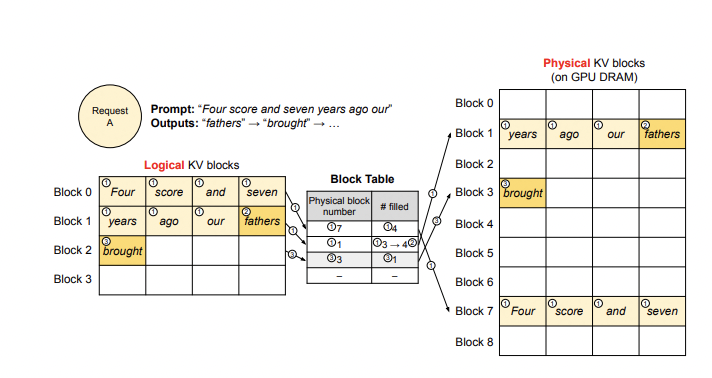 Physical KV blocks
(on GPU DRAM)
Request
A
Prompt: “Four score and seven years ago our”
Outputs: “fathers” → “brought” → …
Logical KV blocks
Block 0 ① Four ① score ① and ① seven
Block 1 ① years ① ago ① our ② fathers
Block 2 ③ brought
Block 3
① ① ③
Block Table
Physical block
number
# filled
①7 ①4
①1 ①3 → 4②
③3 ③1
– –
① ③ ①
Block 0
Block 1 ① years ① ago ① our ② fathers
Block 2
Block 3 ③ brought
Block 4
Block 5
Block 6
Block 7 ① Four ① score ① and ① seven
Block 8